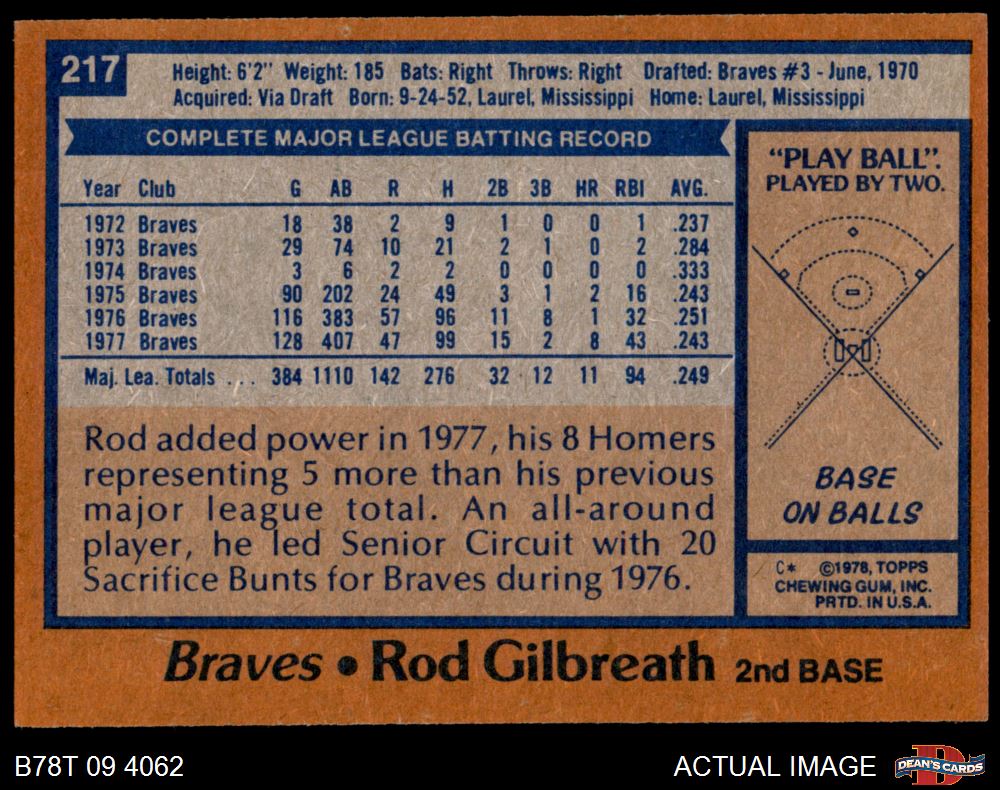 217
Height: 6'2" Weight: 185 Bats: Right Throws: Right Drafted: Braves #3 - June, 1970
Acquired: Via Draft Born: 9-24-52, Laurel, Mississippi Home: Laurel, Mississippi
COMPLETE MAJOR LEAGUE BATTING RECORD
Year Club G AB R H 2B 3B HR RBI AVG.
1972 Braves 18 38 2 9 1 0 0 1 .237
1973 Braves 29 74 10 21 2 1 0 2 .284
1974 Braves 3 6 2 2 0 0 0 0 .333
1975 Braves 90 202 24 49 3 1 2 16 .243
1976 Braves 116 383 57 96 11 8 1 32 .251
1977 Braves 128 407 47 99 15 2 8 43 .243
Maj. Lea. Totals ... 384 1110 142 276 32 12 11 94 .249
Rod added power in 1977, his 8 Homers
representing 5 more than his previous
major league total. An all-around
player, he led Senior Circuit with 20
Sacrifice Bunts for Braves during 1976.
"PLAY BALL".
PLAYED BY TWO.
BASE
ON BALLS
C* ©1978, TOPPS
CHEWING GUM, INC.
PRTD. IN U.S.A.
Braves • Rod Gilbreath 2nd BASE
B78T 09 4062
ACTUAL IMAGE
DEAN'S CARDS